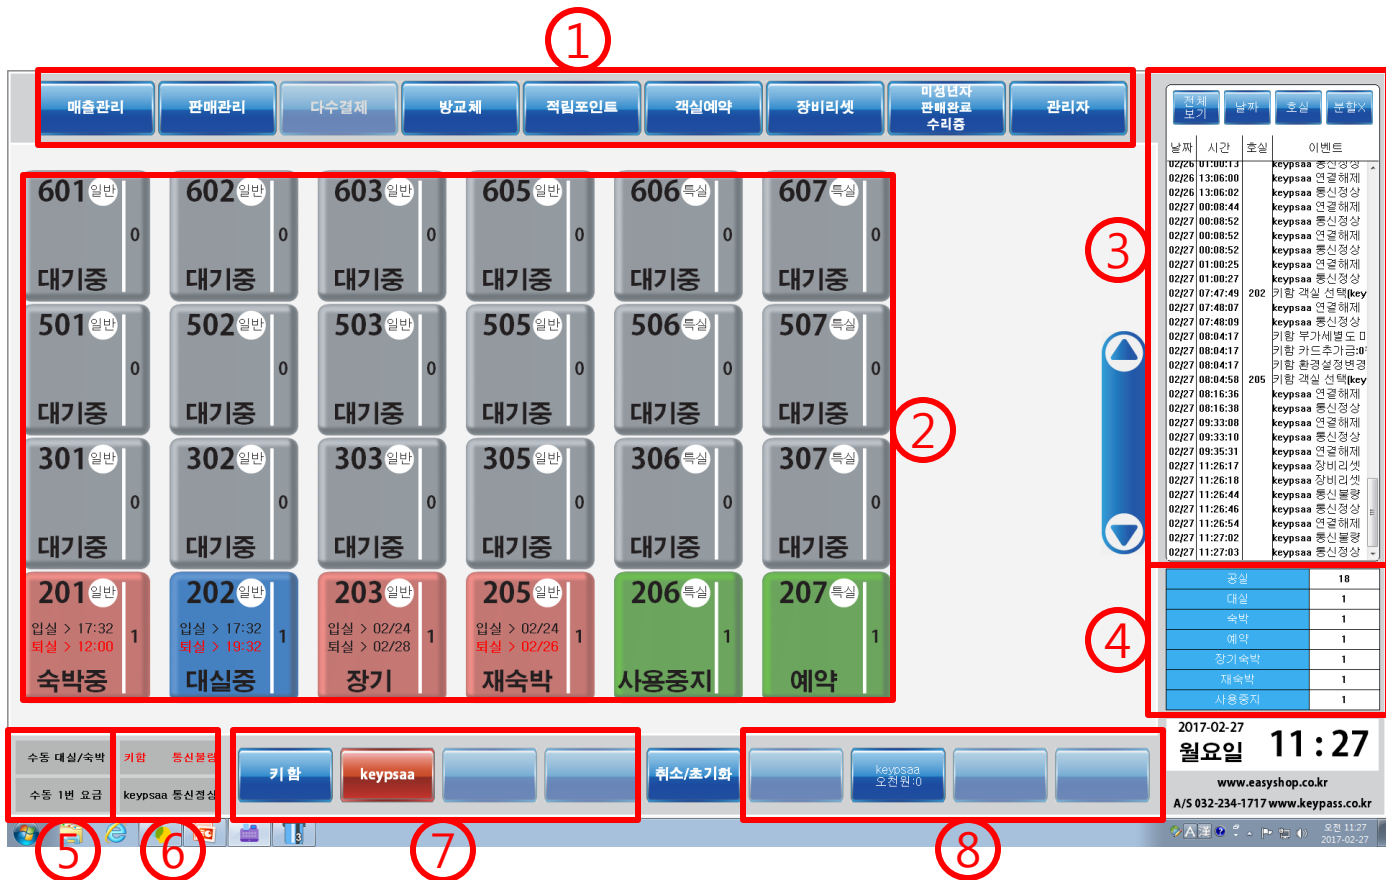 ①
매출관리 판매관리 다수결제 방교체 적립포인트 객실예약 장비리셋 미성년자 판매완료 수리중 관리자
601 일반 0 대기중
602 일반 0 대기중
603 일반 0 대기중
605 일반 0 대기중
606 특실 0 대기중
607 특실 0 대기중
501 일반 0 대기중
502 일반 0 대기중
503 일반 0 대기중
505 일반 0 대기중
506 특실 0 대기중
507 특실 0 대기중
301 일반 0 대기중
302 일반 0 대기중
303 일반 0 대기중
305 일반 0 대기중
306 특실 0 대기중
307 특실 0 대기중
201 일반
입실 > 17:32
퇴실 > 12:00
1
숙박중
202 일반
입실 > 17:32
퇴실 > 19:32
1
대실중
203 일반
입실 > 02/24
퇴실 > 02/28
1
장기
205 일반
입실 > 02/24
퇴실 > 02/26
1
재숙박
206 특실
1
사용중지
207 특실
1
예약
②
③
전체보기 날짜 호실 분할X
날짜 시간 호실 이벤트
02/26 01:00:13 keypsaa 통신정상
02/26 13:06:00 keypsaa 연결해제
02/26 13:06:02 keypsaa 통신정상
02/27 00:08:44 keypsaa 연결해제
02/27 00:08:52 keypsaa 통신정상
02/27 00:08:52 keypsaa 연결해제
02/27 00:08:52 keypsaa 통신정상
02/27 01:00:25 keypsaa 연결해제
02/27 01:00:27 keypsaa 통신정상
02/27 07:47:49 202 키함 객실 선택(key
02/27 07:48:07 keypsaa 연결해제
02/27 07:48:09 keypsaa 통신정상
02/27 08:04:17 키함 부가세별도
02/27 08:04:17 키함 카드추가금:0
02/27 08:04:17 키함 환경설정변경
02/27 08:04:58 205 키함 객실 선택(key
02/27 08:16:36 keypsaa 연결해제
02/27 08:16:38 keypsaa 통신정상
02/27 09:33:08 keypsaa 연결해제
02/27 09:33:10 keypsaa 통신정상
02/27 09:35:31 keypsaa 연결해제
02/27 11:26:17 keypsaa 장비리셋
02/27 11:26:18 keypsaa 장비리셋
02/27 11:26:44 keypsaa 통신불량
02/27 11:26:46 keypsaa 통신정상
02/27 11:26:54 keypsaa 연결해제
02/27 11:27:02 keypsaa 통신불량
02/27 11:27:03 keypsaa 통신정상
④
공실 18
대실 1
숙박 1
예약 1
장기숙박 1
재숙박 1
사용중지 1
2017-02-27
월요일 11 : 27
www.easyshop.co.kr
A/S 032-234-1717 www.keypass.co.kr
수동 대실/숙박
수동 1번 요금
키함 통신불량
keypsaa 통신정상
키함 keypsaa
취소/초기화
keypsaa
오천원:0
⑤ ⑥ ⑦ ⑧
A 漢
오전 11:27
2017-02-27